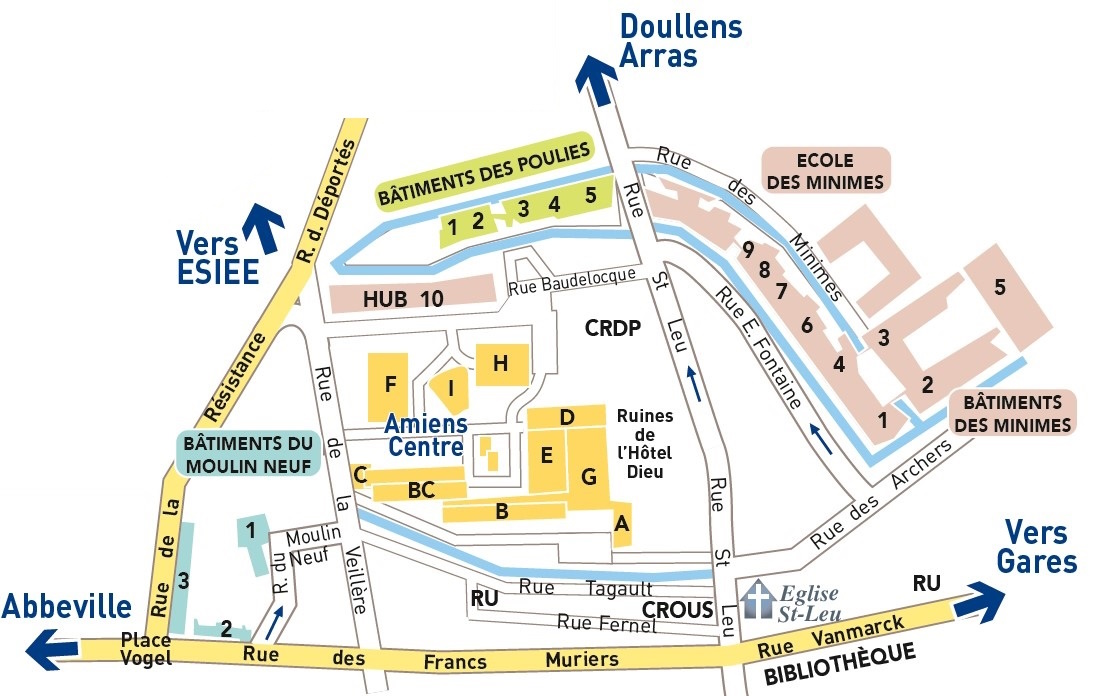 Doullens
Arras
Rue
des
Minimes
ECOLE
DES MINIMES
BÂTIMENTS DES POULIES
1 2 3 4 5
R. d. Déportés
Vers
ESIEE
Rue
St
Leu
Rue
St
Leu
HUB 10
Rue Baudelocque
CRDP
Rue E. Fontaine
9
8
7
6
4
1
3
2
5
BÂTIMENTS
DES MINIMES
Rue des Archers
Rue de la
Résistance
F
I
H
Amiens
Centre
D
E
G
C
BC
B
A
Ruines
de
l'Hôtel
Dieu
BÂTIMENTS DU
MOULIN NEUF
Rue
de
la
Veillère
1
3
2
Moulin
Neuf
R. du
Rue Tagault
RU
CROUS
Rue Fernel
Eglise
St-Leu
RU
Vers
Gares
Abbeville
Place
Vogel
Rue des Francs Muriers
Rue Vanmarck
BIBLIOTHÈQUE